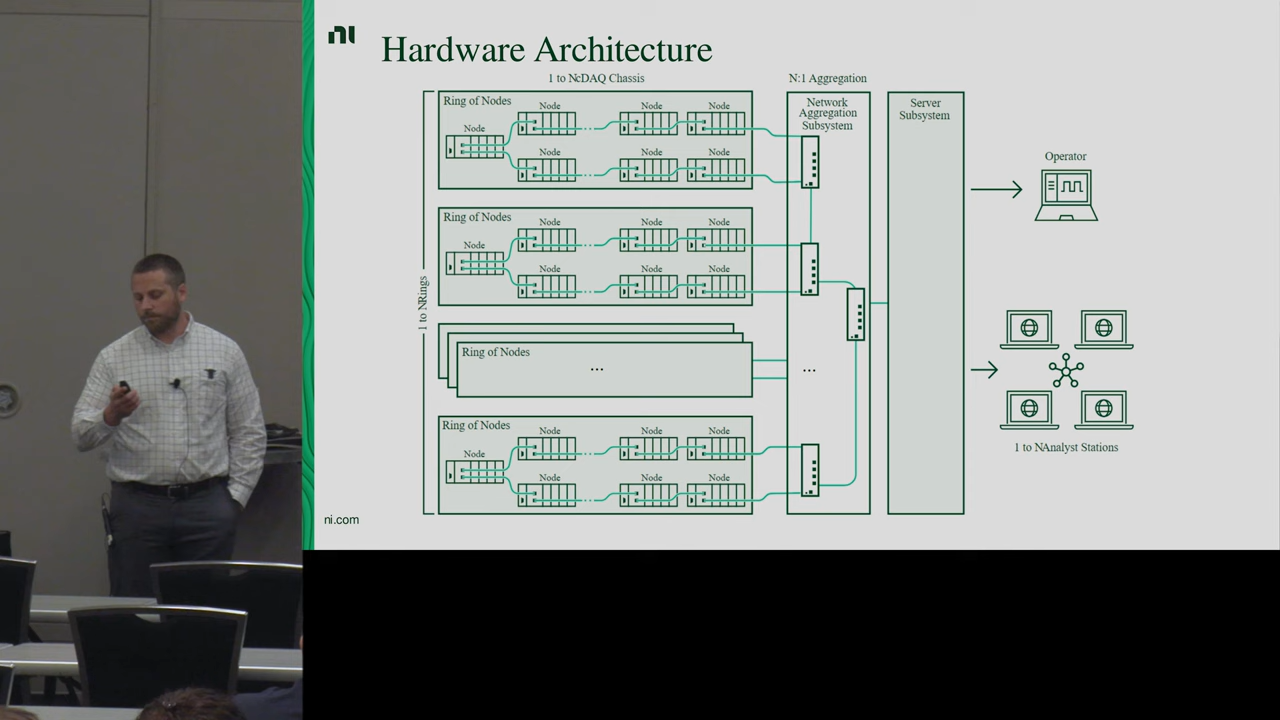 ni
Hardware Architecture
1 to NcDAQ Chassis
N:1 Aggregation
Ring of Nodes
Node
Node
Node
Node
Node
Node
Node
Ring of Nodes
Node
Node
Node
Node
Node
Node
Node
1 to NRings
Ring of Nodes
...
Ring of Nodes
Node
Node
Node
Node
Node
Node
Node
Network
Aggregation
Subsystem
...
Server
Subsystem
Operator
1 to NAnalyst Stations
ni.com